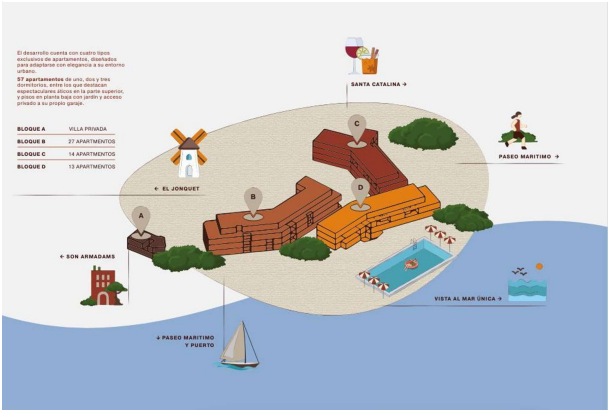 El desarrollo cuenta con cuatro tipos
exclusivos de apartamentos, diseñados
para adaptarse con elegancia a su entorno
urbano.
57 apartamentos de uno, dos y tres
dormitorios, entre los que destacan
espectaculares áticos en la parte superior,
y pisos en planta baja con jardín y acceso
privado a su propio garaje.
BLOQUE A VILLA PRIVADA
BLOQUE B 27 APARTMENTOS
BLOQUE C 14 APARTMENTOS
BLOQUE D 13 APARTMENTOS
SANTA CATALINA →
C
PASEO MARITIMO →
← EL JONQUET
D
B
A
← SON ARMADAMS
VISTA AL MAR ÚNICA →
↓ PASEO MARITIMO
Y PUERTO